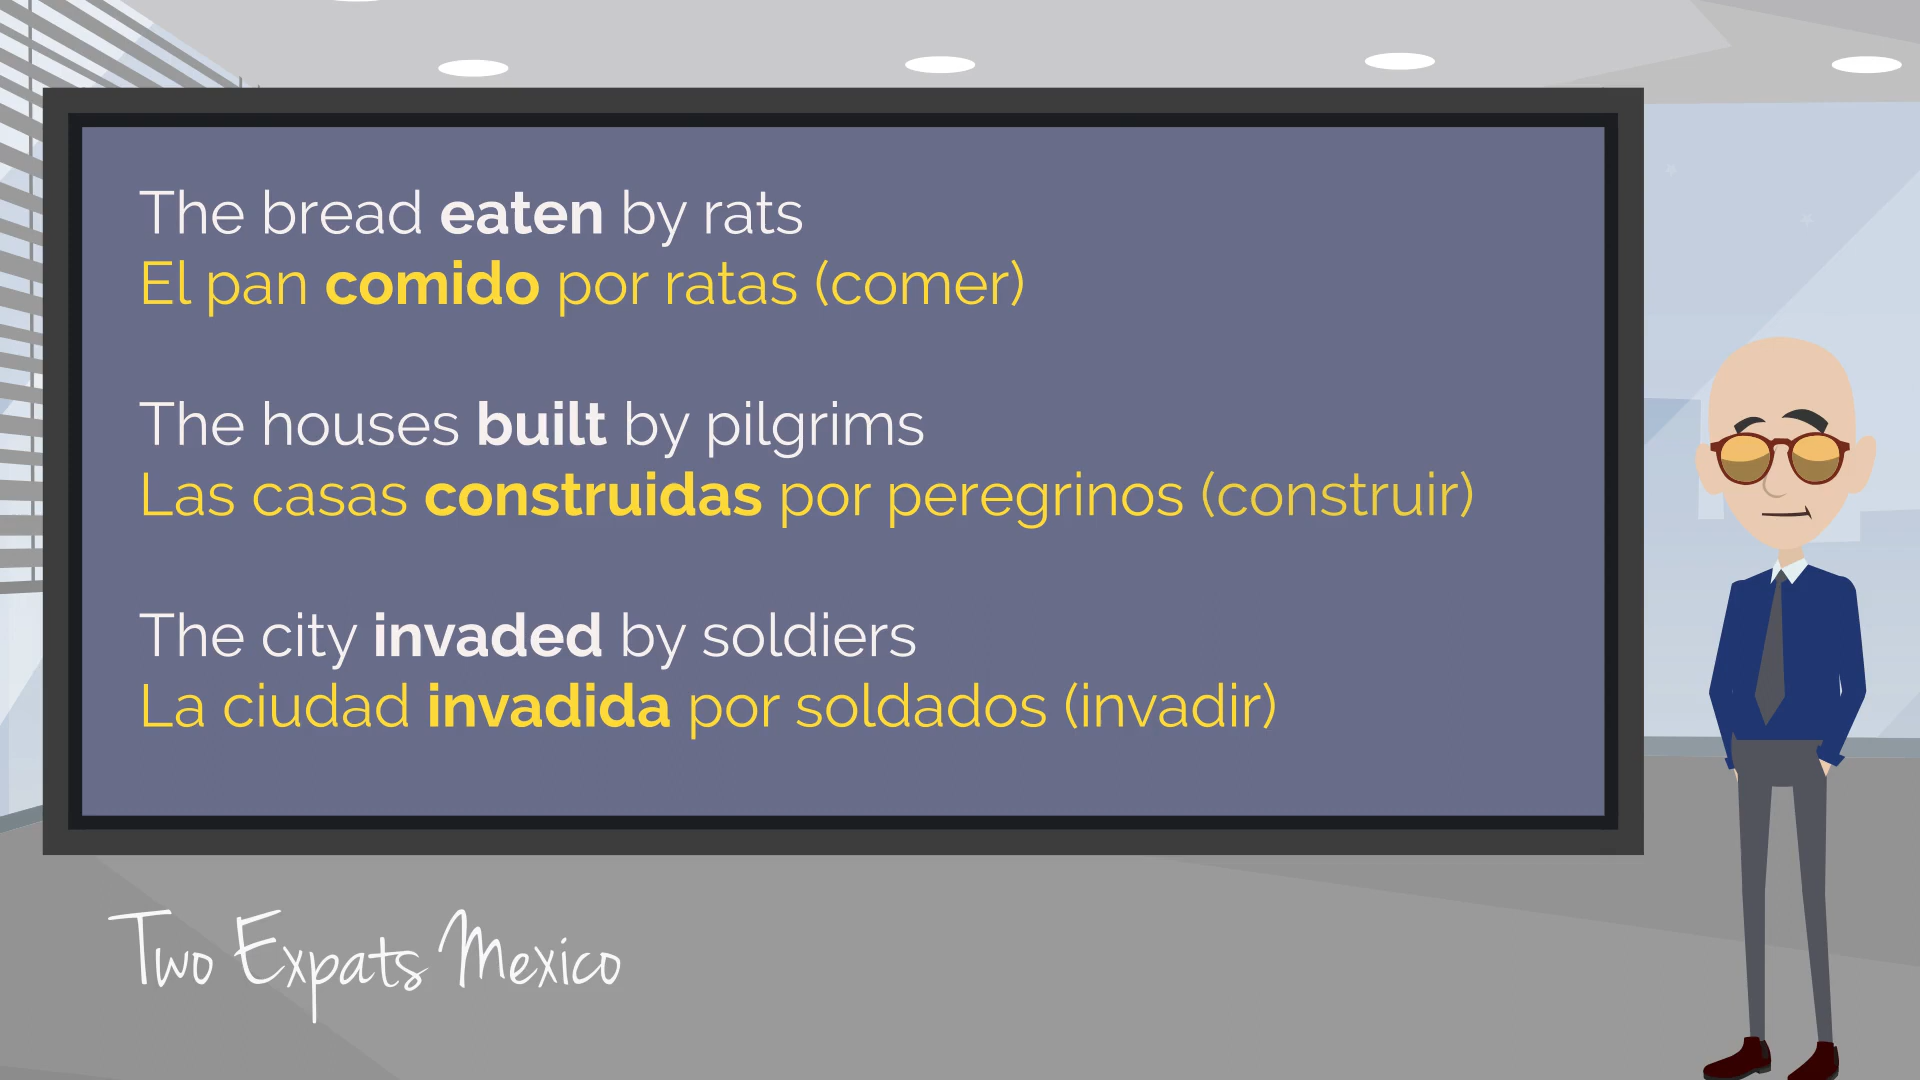 The bread eaten by rats
El pan comido por ratas (comer)
The houses built by pilgrims
Las casas construidas por peregrinos (construir)
The city invaded by soldiers
La ciudad invadida por soldados (invadir)
Two Expats Mexico